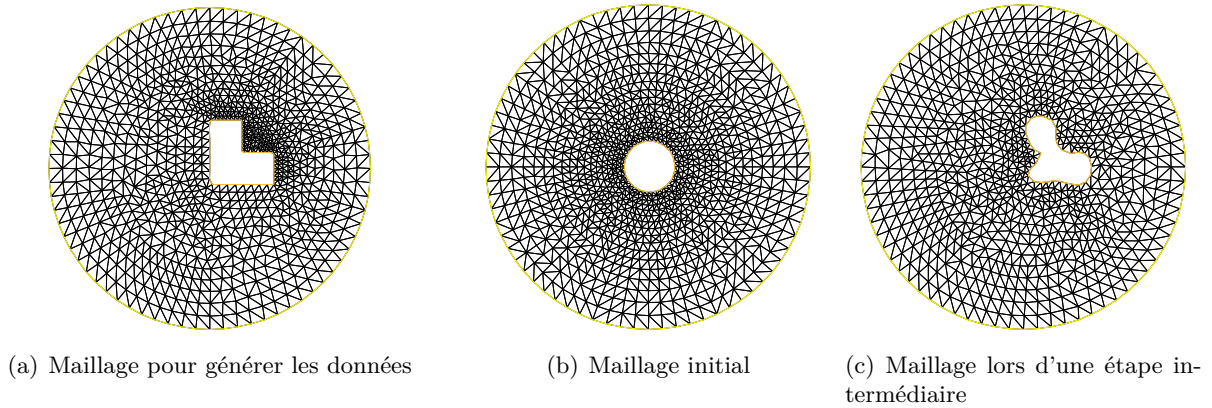 (a) Maillage pour générer les données
(b) Maillage initial
(c) Maillage lors d'une étape in-
termédiaire